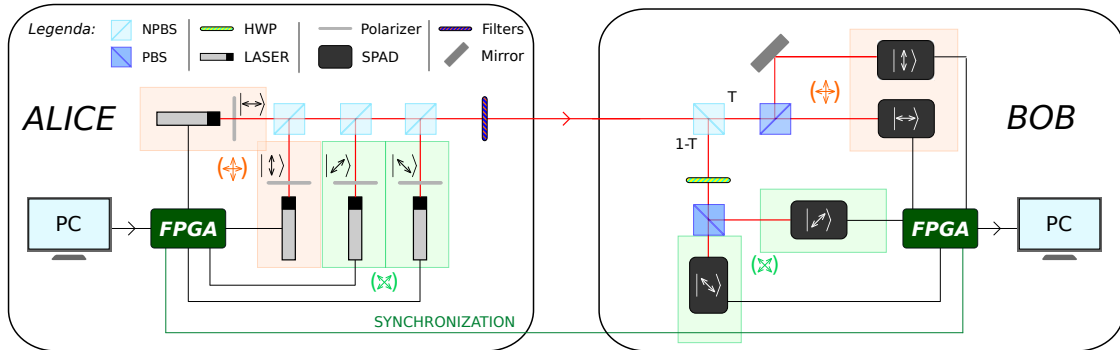 Legenda:
NPBS
PBS
HWP
LASER
Polarizer
SPAD
Filters
Mirror
ALICE
|↔⟩
(✥)
|↕⟩
|⤢⟩
|⤡⟩
PC
FPGA
SYNCHRONIZATION
T
1-T
|↕⟩
|↔⟩
BOB
|⤢⟩
|⤡⟩
FPGA
PC